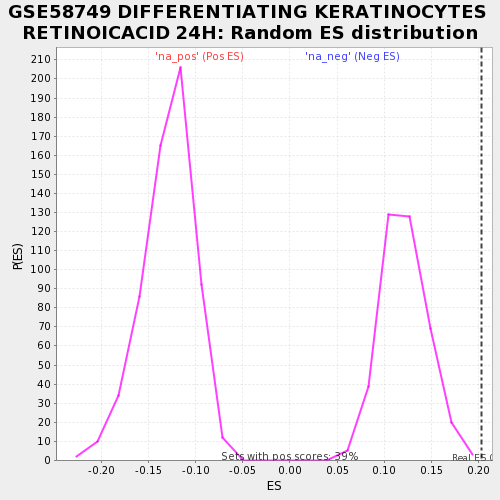 GSE58749 DIFFERENTIATING KERATINOCYTES
RETINOICACID 24H: Random ES distribution
'na_pos' (Pos ES) 'na_neg' (Neg ES)
210
200
190
180
170
160
150
140
130
120
110
100
90
80
70
60
50
40
30
20
10
0
P(ES)
Sets with pos scores: 39%
Real ES
-0.20 -0.15 -0.10 -0.05 0.00 0.05 0.10 0.15 0.20
ES